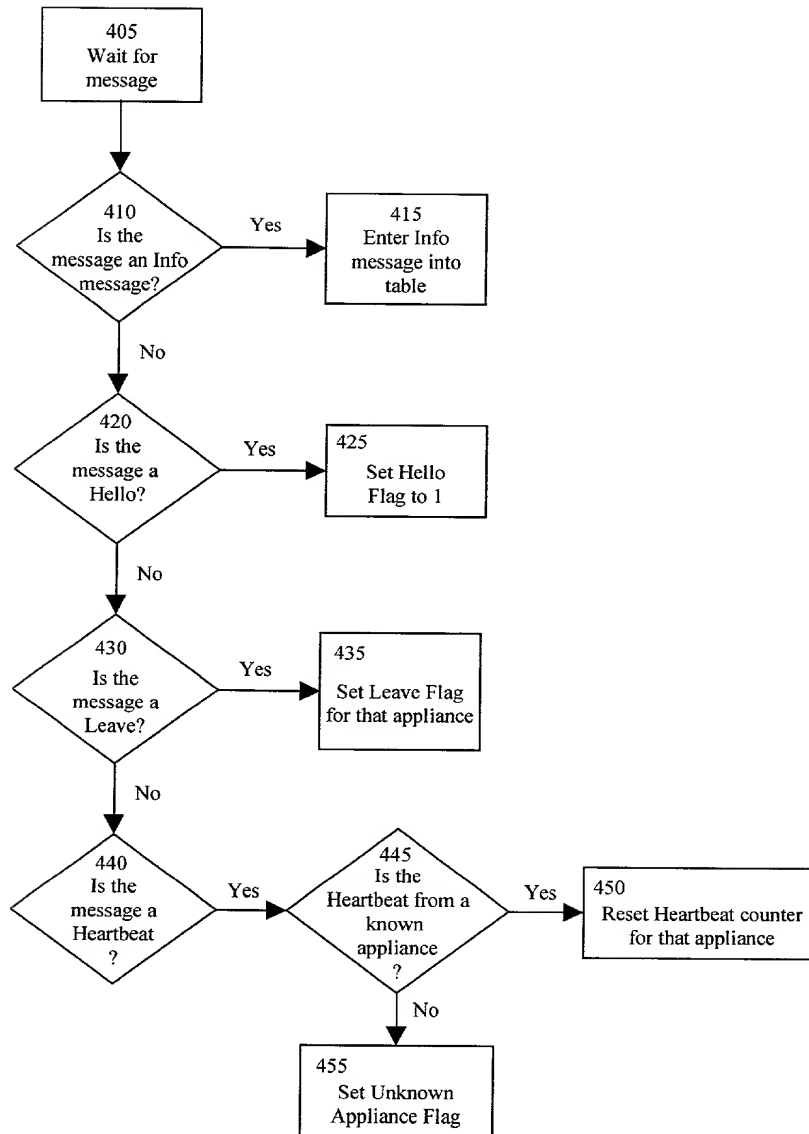 405
Wait for
message
410
Is the
message an Info
message?
Yes
415
Enter Info
message into
table
No
420
Is the
message a
Hello?
Yes
425
Set Hello
Flag to 1
No
430
Is the
message a
Leave?
Yes
435
Set Leave Flag
for that appliance
No
440
Is the
message a
Heartbeat
?
Yes
445
Is the
Heartbeat from a
known
appliance
?
Yes
450
Reset Heartbeat counter
for that appliance
No
455
Set Unknown
Appliance Flag